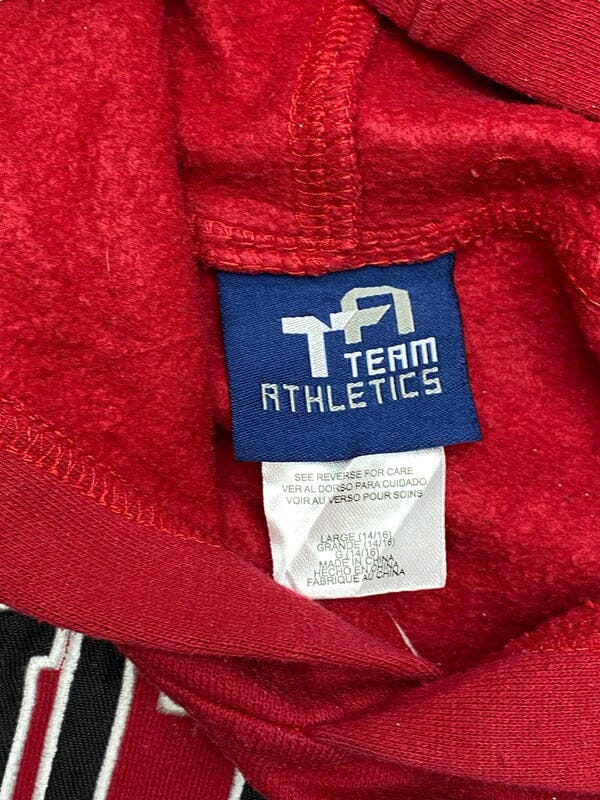 TA
TEAM
ATHLETICS
SEE REVERSE FOR CARE
VER AL DORSO PARA CUIDADO
VOIR AU VERSO POUR SOINS
LARGE (14/16)
GRANDE (14/16)
G (14/16)
MADE IN CHINA
HECHO EN CHINA
FABRIQUE AU CHINA